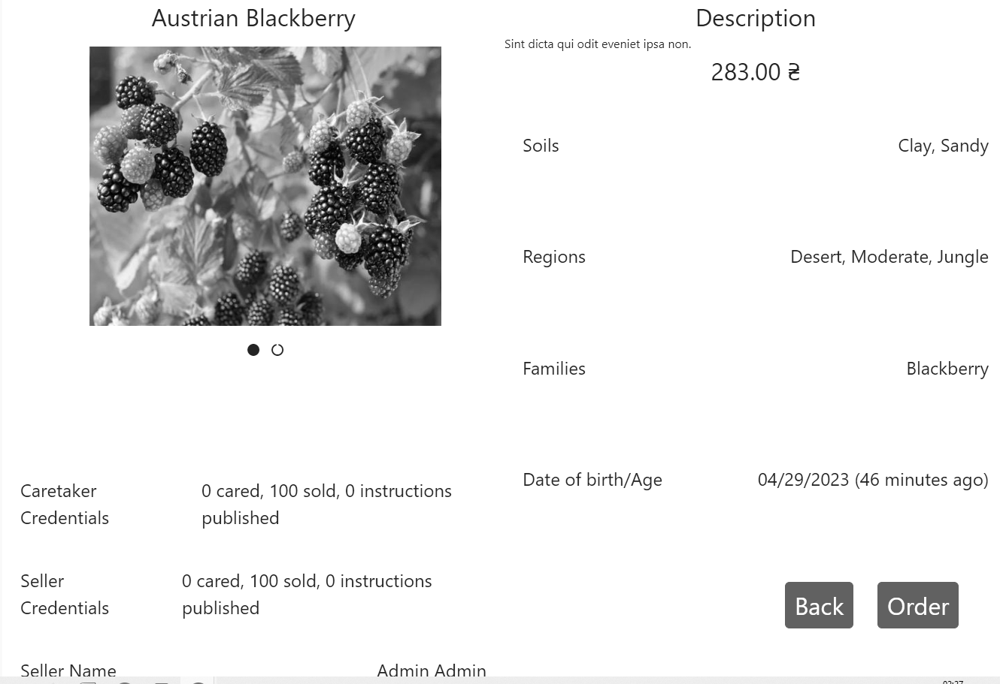 Austrian Blackberry
Caretaker Credentials
0 cared, 100 sold, 0 instructions
published
Seller Credentials
0 cared, 100 sold, 0 instructions
published
Seller Name
Admin Admin
Description
Sint dicta qui odit eveniet ipsa non.
283.00 ₴
Soils
Clay, Sandy
Regions
Desert, Moderate, Jungle
Families
Blackberry
Date of birth/Age
04/29/2023 (46 minutes ago)
Back
Order